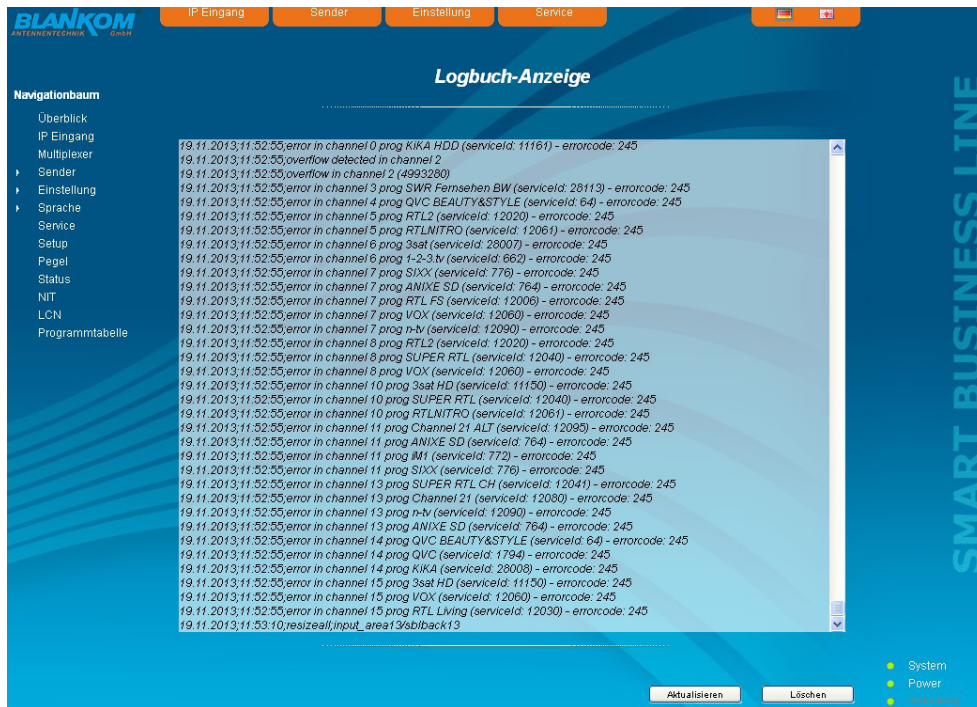 BLANKOM
ANTENNENTECHNIK GmbH
IP Eingang
Sender
Einstellung
Service
Logbuch-Anzeige
Navigationbaum
Überblick
IP Eingang
Multiplexer
Sender
Einstellung
Sprache
Service
Setup
Pegel
Status
NIT
LCN
Programmtabelle
19.11.2013;11:52:55;error in channel 0 prog KiKA HDD (serviceId: 11161) - errorcode: 245
19.11.2013;11:52:55;overflow detected in channel 2
19.11.2013;11:52:55;overflow in channel 2 (4993280)
19.11.2013;11:52:55;error in channel 3 prog SWR Fernsehen BW (serviceId: 28113) - errorcode: 245
19.11.2013;11:52:55;error in channel 4 prog QVC BEAUTY&STYLE (serviceId: 64) - errorcode: 245
19.11.2013;11:52:55;error in channel 5 prog RTL2 (serviceId: 12020) - errorcode: 245
19.11.2013;11:52:55;error in channel 5 prog RTLNITRO (serviceId: 12061) - errorcode: 245
19.11.2013;11:52:55;error in channel 6 prog 3sat (serviceId: 28007) - errorcode: 245
19.11.2013;11:52:55;error in channel 6 prog 1-2-3.tv (serviceId: 662) - errorcode: 245
19.11.2013;11:52:55;error in channel 7 prog SIXX (serviceId: 776) - errorcode: 245
19.11.2013;11:52:55;error in channel 7 prog ANIXE SD (serviceId: 764) - errorcode: 245
19.11.2013;11:52:55;error in channel 7 prog RTL FS (serviceId: 12006) - errorcode: 245
19.11.2013;11:52:55;error in channel 7 prog VOX (serviceId: 12060) - errorcode: 245
19.11.2013;11:52:55;error in channel 7 prog n-tv (serviceId: 12090) - errorcode: 245
19.11.2013;11:52:55;error in channel 8 prog RTL2 (serviceId: 12020) - errorcode: 245
19.11.2013;11:52:55;error in channel 8 prog SUPER RTL (serviceId: 12040) - errorcode: 245
19.11.2013;11:52:55;error in channel 8 prog VOX (serviceId: 12060) - errorcode: 245
19.11.2013;11:52:55;error in channel 10 prog 3sat HD (serviceId: 11150) - errorcode: 245
19.11.2013;11:52:55;error in channel 10 prog SUPER RTL (serviceId: 12040) - errorcode: 245
19.11.2013;11:52:55;error in channel 10 prog RTLNITRO (serviceId: 12061) - errorcode: 245
19.11.2013;11:52:55;error in channel 11 prog Channel 21 ALT (serviceId: 12095) - errorcode: 245
19.11.2013;11:52:55;error in channel 11 prog ANIXE SD (serviceId: 764) - errorcode: 245
19.11.2013;11:52:55;error in channel 11 prog iM1 (serviceId: 772) - errorcode: 245
19.11.2013;11:52:55;error in channel 11 prog SIXX (serviceId: 776) - errorcode: 245
19.11.2013;11:52:55;error in channel 13 prog SUPER RTL CH (serviceId: 12041) - errorcode: 245
19.11.2013;11:52:55;error in channel 13 prog Channel 21 (serviceId: 12080) - errorcode: 245
19.11.2013;11:52:55;error in channel 13 prog n-tv (serviceId: 12090) - errorcode: 245
19.11.2013;11:52:55;error in channel 13 prog ANIXE SD (serviceId: 764) - errorcode: 245
19.11.2013;11:52:55;error in channel 14 prog QVC BEAUTY&STYLE (serviceId: 64) - errorcode: 245
19.11.2013;11:52:55;error in channel 14 prog QVC (serviceId: 1794) - errorcode: 245
19.11.2013;11:52:55;error in channel 14 prog KiKA (serviceId: 28008) - errorcode: 245
19.11.2013;11:52:55;error in channel 15 prog 3sat HD (serviceId: 11150) - errorcode: 245
19.11.2013;11:52:55;error in channel 15 prog VOX (serviceId: 12060) - errorcode: 245
19.11.2013;11:52:55;error in channel 15 prog RTL Living (serviceId: 12030) - errorcode: 245
19.11.2013;11:53:10;resizeall;input_area13/sblback13
Aktualisieren
Löschen
System
Power
SMART BUSINESS LINE